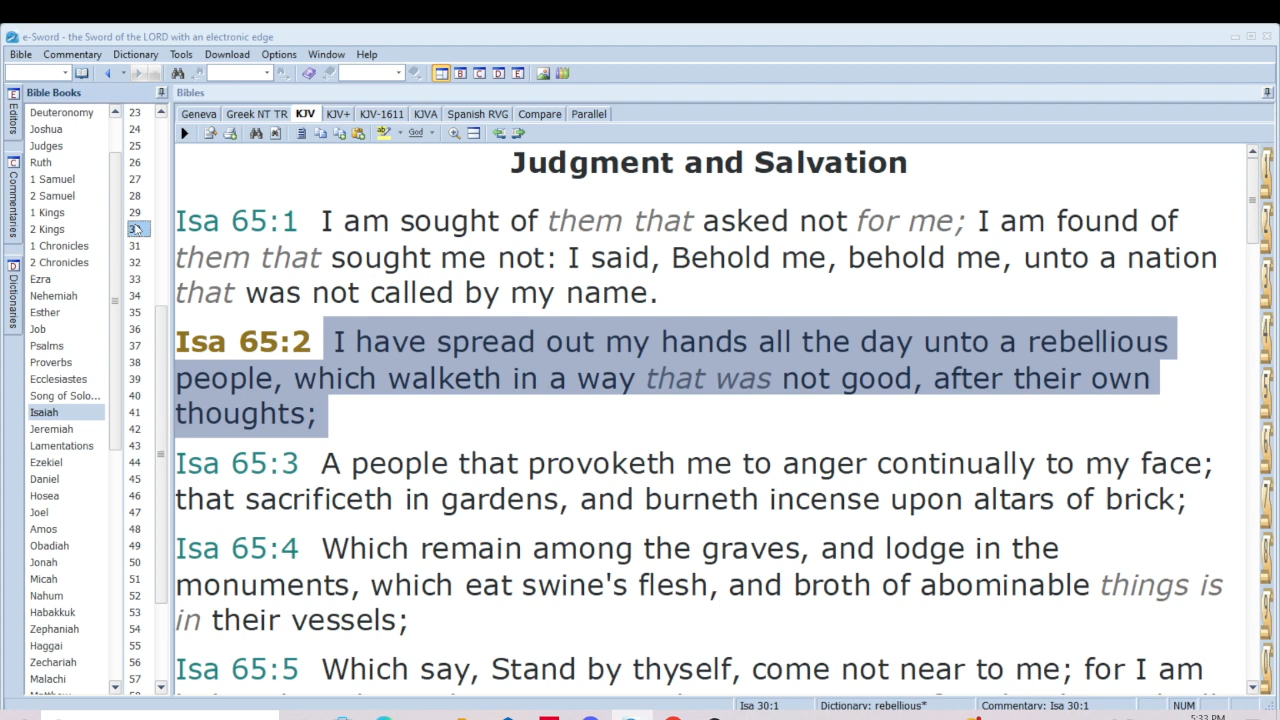 e-Sword - the Sword of the LORD with an electronic edge
Bible Commentary Dictionary Tools Download Options Window Help
B C D E
Bible Books
Bibles
E Editors
C Commentaries
D Dictionaries
Deuteronomy 23
Joshua 24
Judges 25
Ruth 26
1 Samuel 27
2 Samuel 28
1 Kings 29
2 Kings
1 Chronicles 31
2 Chronicles 32
Ezra 33
Nehemiah 34
Esther 35
Job 36
Psalms 37
Proverbs 38
Ecclesiastes 39
Song of Solo... 40
Isaiah 41
Jeremiah 42
Lamentations 43
Ezekiel 44
Daniel 45
Hosea 46
Joel 47
Amos 48
Obadiah 49
Jonah 50
Micah 51
Nahum 52
Habakkuk 53
Zephaniah 54
Haggai 55
Zechariah 56
Malachi 57
Geneva Greek NT TR KJV KJV+ KJV-1611 KJVA Spanish RVG Compare Parallel
God
Judgment and Salvation
Isa 65:1 I am sought of them that asked not for me; I am found of
them that sought me not: I said, Behold me, behold me, unto a nation
that was not called by my name.
Isa 65:2 I have spread out my hands all the day unto a rebellious
people, which walketh in a way that was not good, after their own
thoughts;
Isa 65:3 A people that provoketh me to anger continually to my face;
that sacrificeth in gardens, and burneth incense upon altars of brick;
Isa 65:4 Which remain among the graves, and lodge in the
monuments, which eat swine's flesh, and broth of abominable things is
in their vessels;
Isa 65:5 Which say, Stand by thyself, come not near to me; for I am
Isa 30:1 Dictionary: rebellious* Commentary: Isa 30:1 NUM
5:33 PM